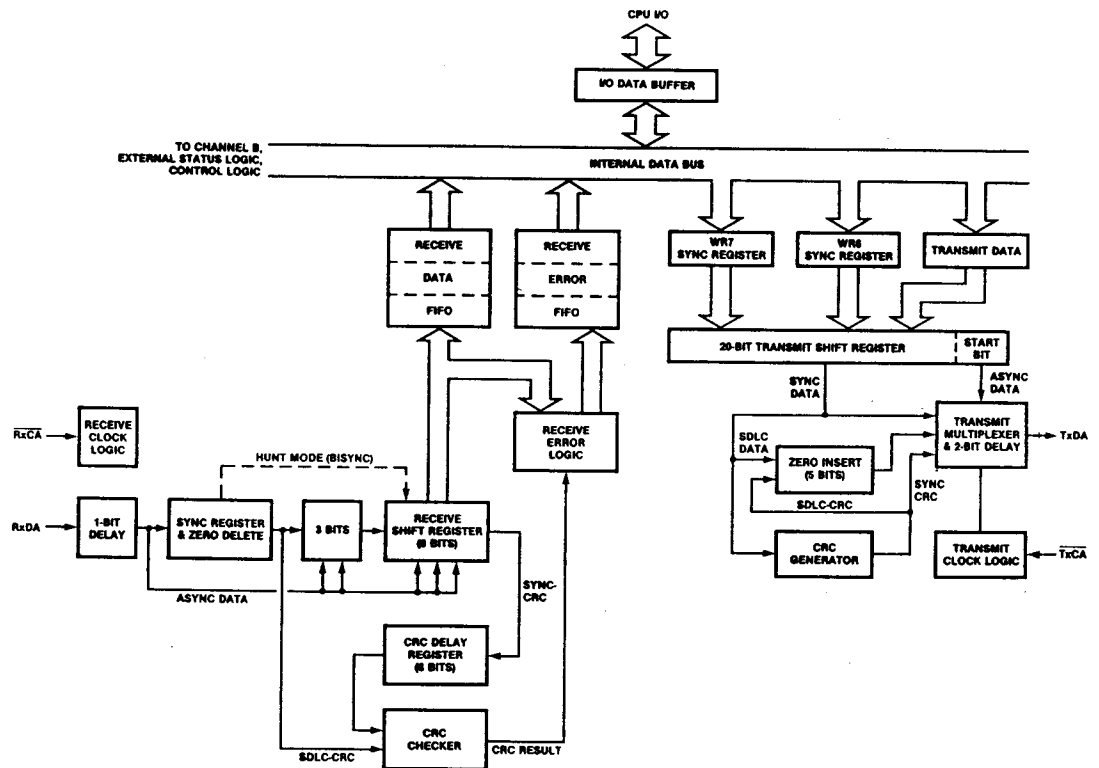 CPU I/O
I/O DATA BUFFER
TO CHANNEL B,
EXTERNAL STATUS LOGIC,
CONTROL LOGIC
INTERNAL DATA BUS
RECEIVE
DATA
FIFO
RECEIVE
ERROR
FIFO
WR7
SYNC REGISTER
WR6
SYNC REGISTER
TRANSMIT DATA
20-BIT TRANSMIT SHIFT REGISTER
START
BIT
SYNC
DATA
ASYNC
DATA
RxCA
RECEIVE
CLOCK
LOGIC
RECEIVE
ERROR
LOGIC
TRANSMIT
MULTIPLEXER
& 2-BIT DELAY
TxDA
HUNT MODE (BISYNC)
SDLC
DATA
ZERO INSERT
(5 BITS)
SYNC
CRC
SDLC-CRC
RxDA
1-BIT
DELAY
SYNC REGISTER
& ZERO DELETE
3 BITS
RECEIVE
SHIFT REGISTER
(8 BITS)
CRC
GENERATOR
TRANSMIT
CLOCK LOGIC
TxCA
ASYNC DATA
SYNC-
CRC
CRC DELAY
REGISTER
(8 BITS)
CRC
CHECKER
SDLC-CRC
CRC RESULT